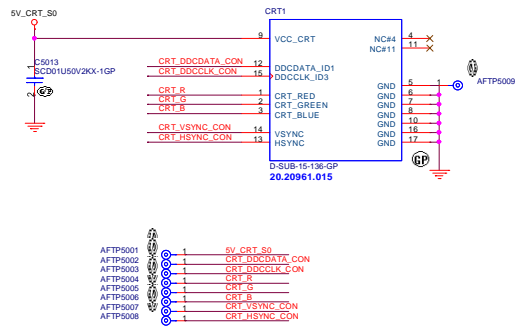 5V_CRT_S0
CRT1
9 VCC_CRT NC#4 4
NC#11 11
C5013
SCD01U50V2KX-1GP
1
2
CRT_DDCDATA_CON 12 DDCDATA_ID1
CRT_DDCCLK_CON 15 DDCCLK_ID3
CRT_R 1 CRT_RED
CRT_G 2 CRT_GREEN
CRT_B 3 CRT_BLUE
CRT_VSYNC_CON 14 VSYNC
CRT_HSYNC_CON 13 HSYNC
GND 5 1 AFTP5009
GND 6
GND 7
GND 8
GND 10
GND 16
GND 17
GP
D-SUB-15-136-GP
20.20961.015
AFTP5001 1 5V_CRT_S0
AFTP5002 1 CRT_DDCDATA_CON
AFTP5003 1 CRT_DDCCLK_CON
AFTP5004 1 CRT_R
AFTP5005 1 CRT_G
AFTP5006 1 CRT_B
AFTP5007 1 CRT_VSYNC_CON
AFTP5008 1 CRT_HSYNC_CON